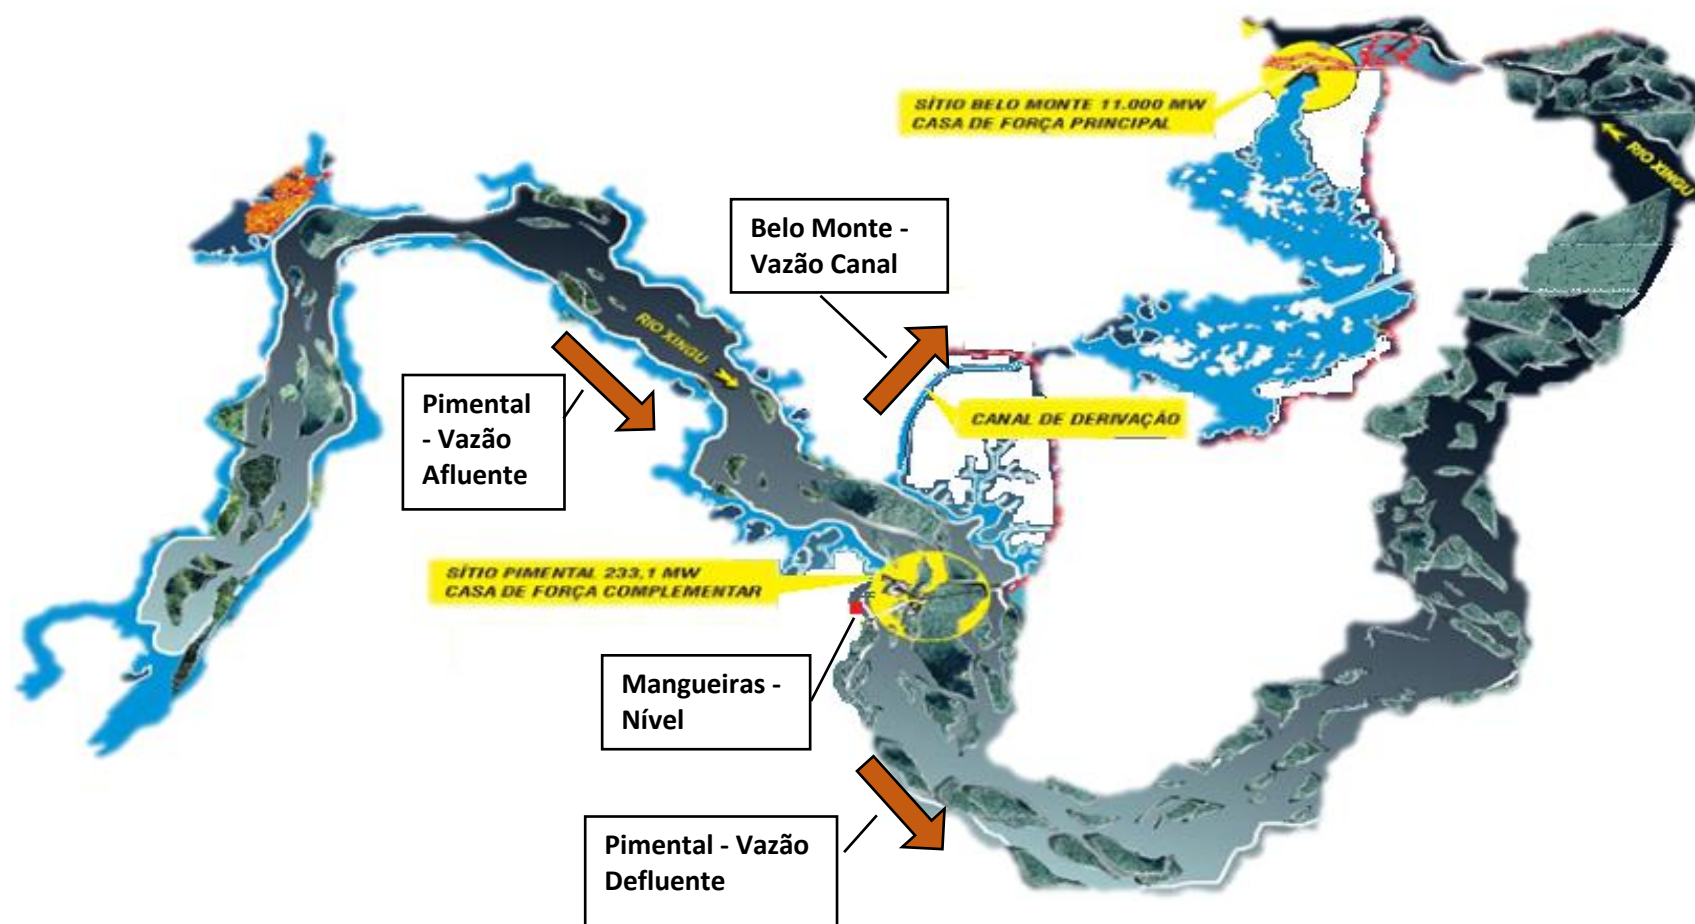 SÍTIO BELO MONTE 11.000 MW
CASA DE FORÇA PRINCIPAL
RIO XINGU
Belo Monte -
Vazão Canal
RIO XINGU
Pimental
- Vazão
Afluente
CANAL DE DERIVAÇÃO
SÍTIO PIMENTAL 233,1 MW
CASA DE FORÇA COMPLEMENTAR
Mangueiras -
Nível
Pimental - Vazão
Defluente